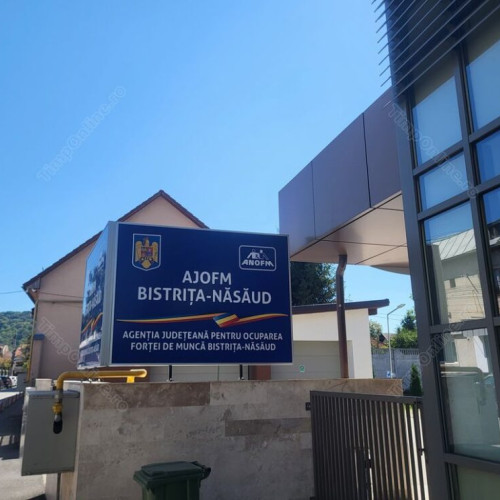 ANOFM
AJOFM
BISTRIȚA-NĂSĂUD
AGENȚIA JUDEȚEANĂ PENTRU OCUPAREA
FORȚEI DE MUNCĂ BISTRIȚA-NĂSĂUD